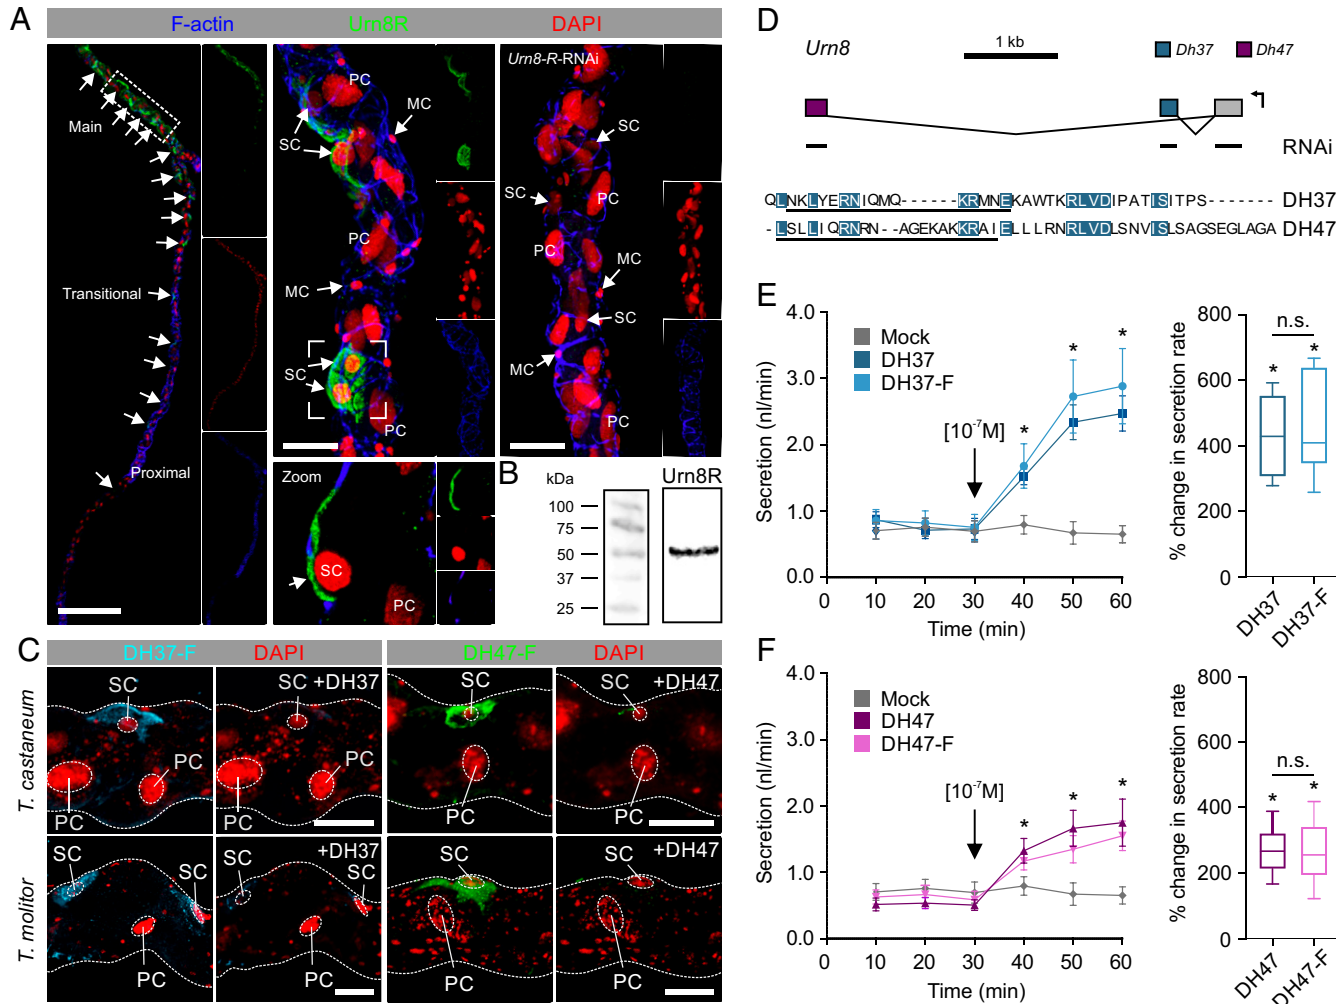 A
F-actin
Urn8R
DAPI
Main
Transitional
Proximal
PC
SC
MC
PC
MC
SC
PC
Urn8-R-RNAi
SC
SC
PC
PC
MC
SC
MC
PC
Zoom
SC
PC
B
kDa
Urn8R
100
75
50
37
25
C
DH37-F
DAPI
DH47-F
DAPI
T. castaneum
SC
PC
PC
SC
+DH37
PC
PC
SC
PC
SC
+DH47
PC
T. molitor
SC
PC
+DH37
SC
PC
SC
PC
+DH47
SC
PC
D
Urn8
1 kb
Dh37
Dh47
RNAi
QLNKLYERNIQMQ------KRMNEKAWTKRLVDIPATISITPS------- DH37
-LSLLIQRNRN--AGEKAKKRAIELLLRNRLVDLSNVISLSAGSEGLAGA DH47
E
Secretion (nl/min)
4.0
3.0
2.0
1.0
0.0
Mock
DH37
DH37-F
[10⁻⁷M]
* * *
0 10 20 30 40 50 60
Time (min)
% change in secretion rate
800
600
400
200
0
n.s.
* *
DH37
DH37-F
F
Secretion (nl/min)
4.0
3.0
2.0
1.0
0.0
Mock
DH47
DH47-F
[10⁻⁷M]
* * *
0 10 20 30 40 50 60
Time (min)
% change in secretion rate
800
600
400
200
0
n.s.
* *
DH47
DH47-F